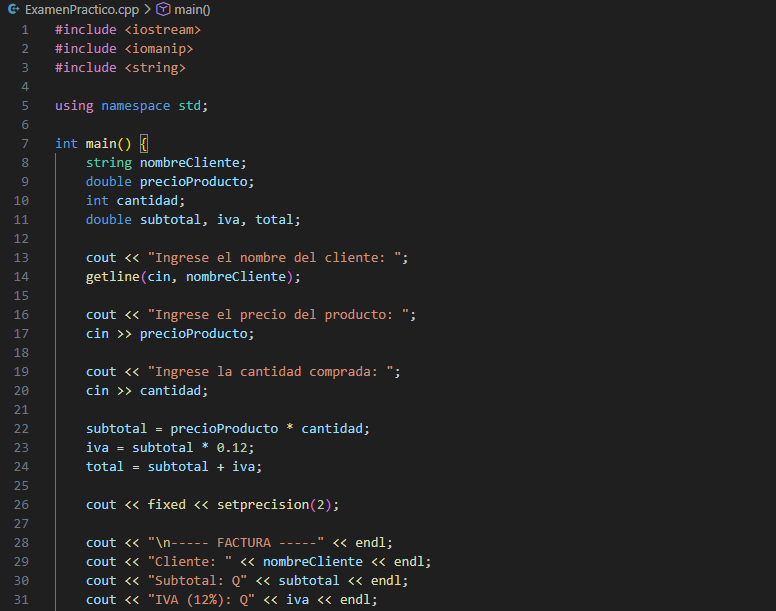 ExamenPractico.cpp > main()
1 #include <iostream>
2 #include <iomanip>
3 #include <string>
4
5 using namespace std;
6
7 int main() {
8     string nombreCliente;
9     double precioProducto;
10     int cantidad;
11     double subtotal, iva, total;
12
13     cout << "Ingrese el nombre del cliente: ";
14     getline(cin, nombreCliente);
15
16     cout << "Ingrese el precio del producto: ";
17     cin >> precioProducto;
18
19     cout << "Ingrese la cantidad comprada: ";
20     cin >> cantidad;
21
22     subtotal = precioProducto * cantidad;
23     iva = subtotal * 0.12;
24     total = subtotal + iva;
25
26     cout << fixed << setprecision(2);
27
28     cout << "\n----- FACTURA -----" << endl;
29     cout << "Cliente: " << nombreCliente << endl;
30     cout << "Subtotal: Q" << subtotal << endl;
31     cout << "IVA (12%): Q" << iva << endl;